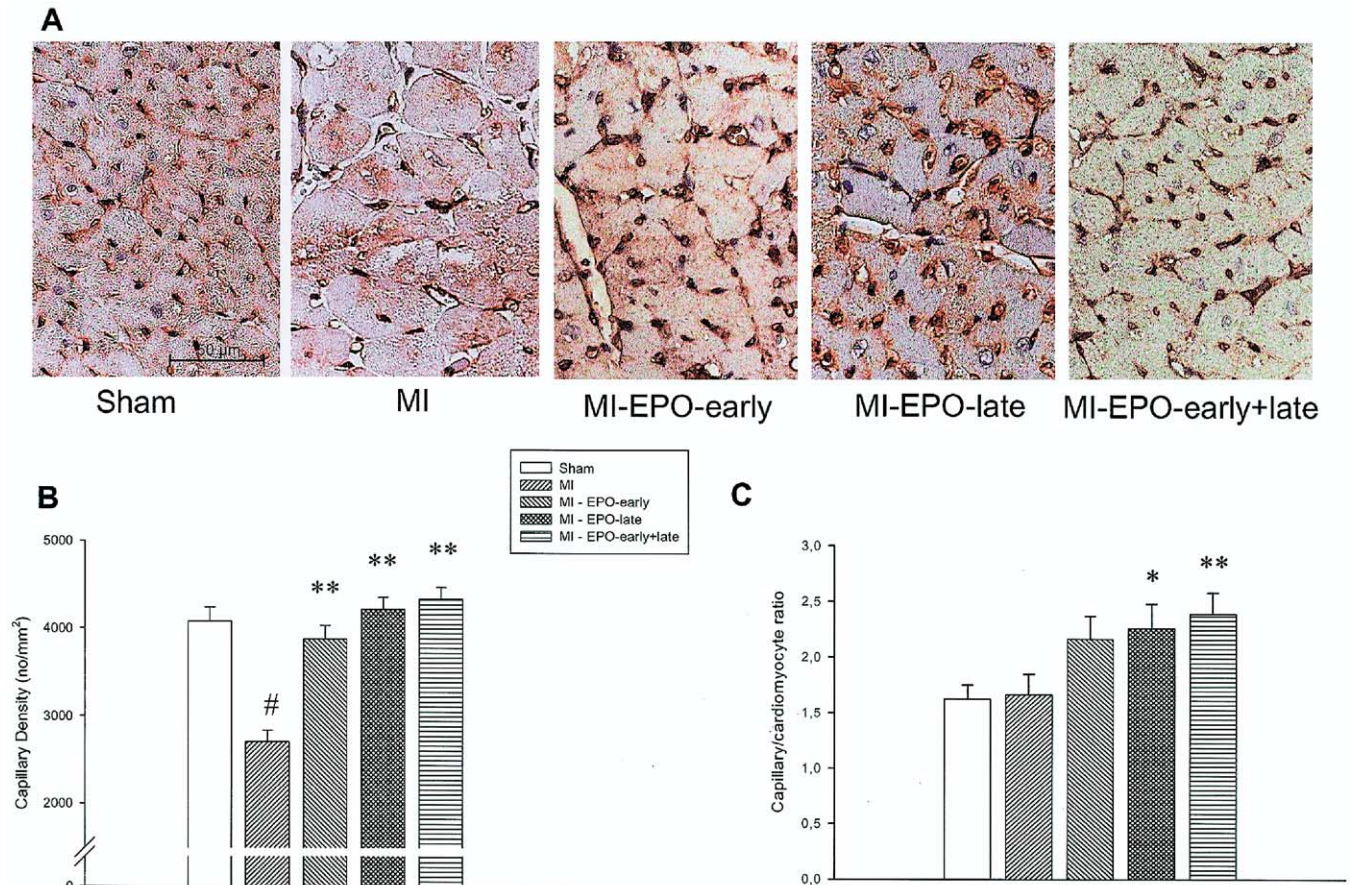 A
50 µm
Sham
MI
MI-EPO-early
MI-EPO-late
MI-EPO-early+late
Sham
MI
MI - EPO-early
MI - EPO-late
MI - EPO-early+late
B
5000
4000
3000
2000
0
Capillary Density (no/mm²)
#
**
**
**
C
3,0
2,5
2,0
1,5
1,0
0,5
0,0
Capillary/cardiomyocyte ratio
*
**